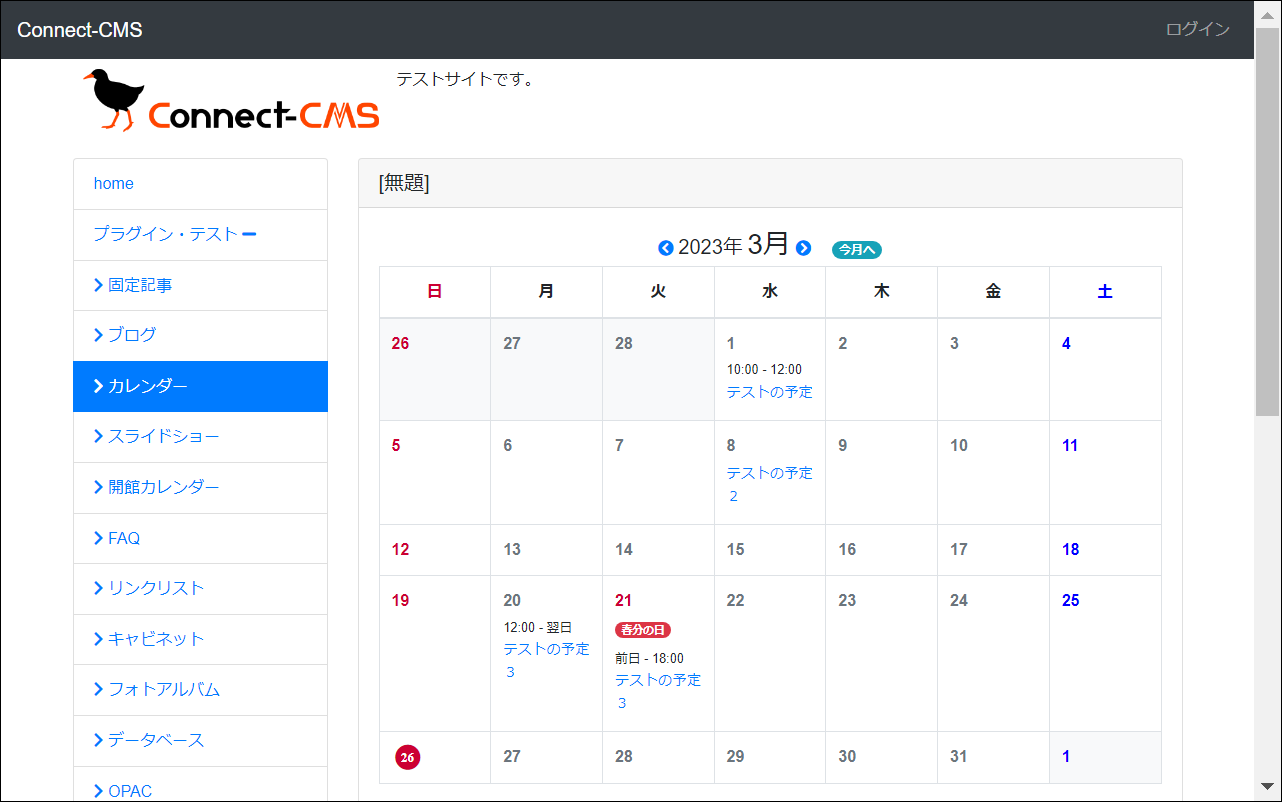 Connect-CMS
ログイン
Connect-CMS
テストサイトです。
home
プラグイン・テスト
固定記事
ブログ
カレンダー
スライドショー
開館カレンダー
FAQ
リンクリスト
キャビネット
フォトアルバム
データベース
OPAC
[無題]
2023年 3月 今月へ
日 月 火 水 木 金 土
26 27 28 1 2 3 4
10:00 - 12:00
テストの予定
5 6 7 8 9 10 11
テストの予定
2
12 13 14 15 16 17 18
19 20 21 22 23 24 25
12:00 - 翌日
テストの予定
3
春分の日
前日 - 18:00
テストの予定
3
26 27 28 29 30 31 1